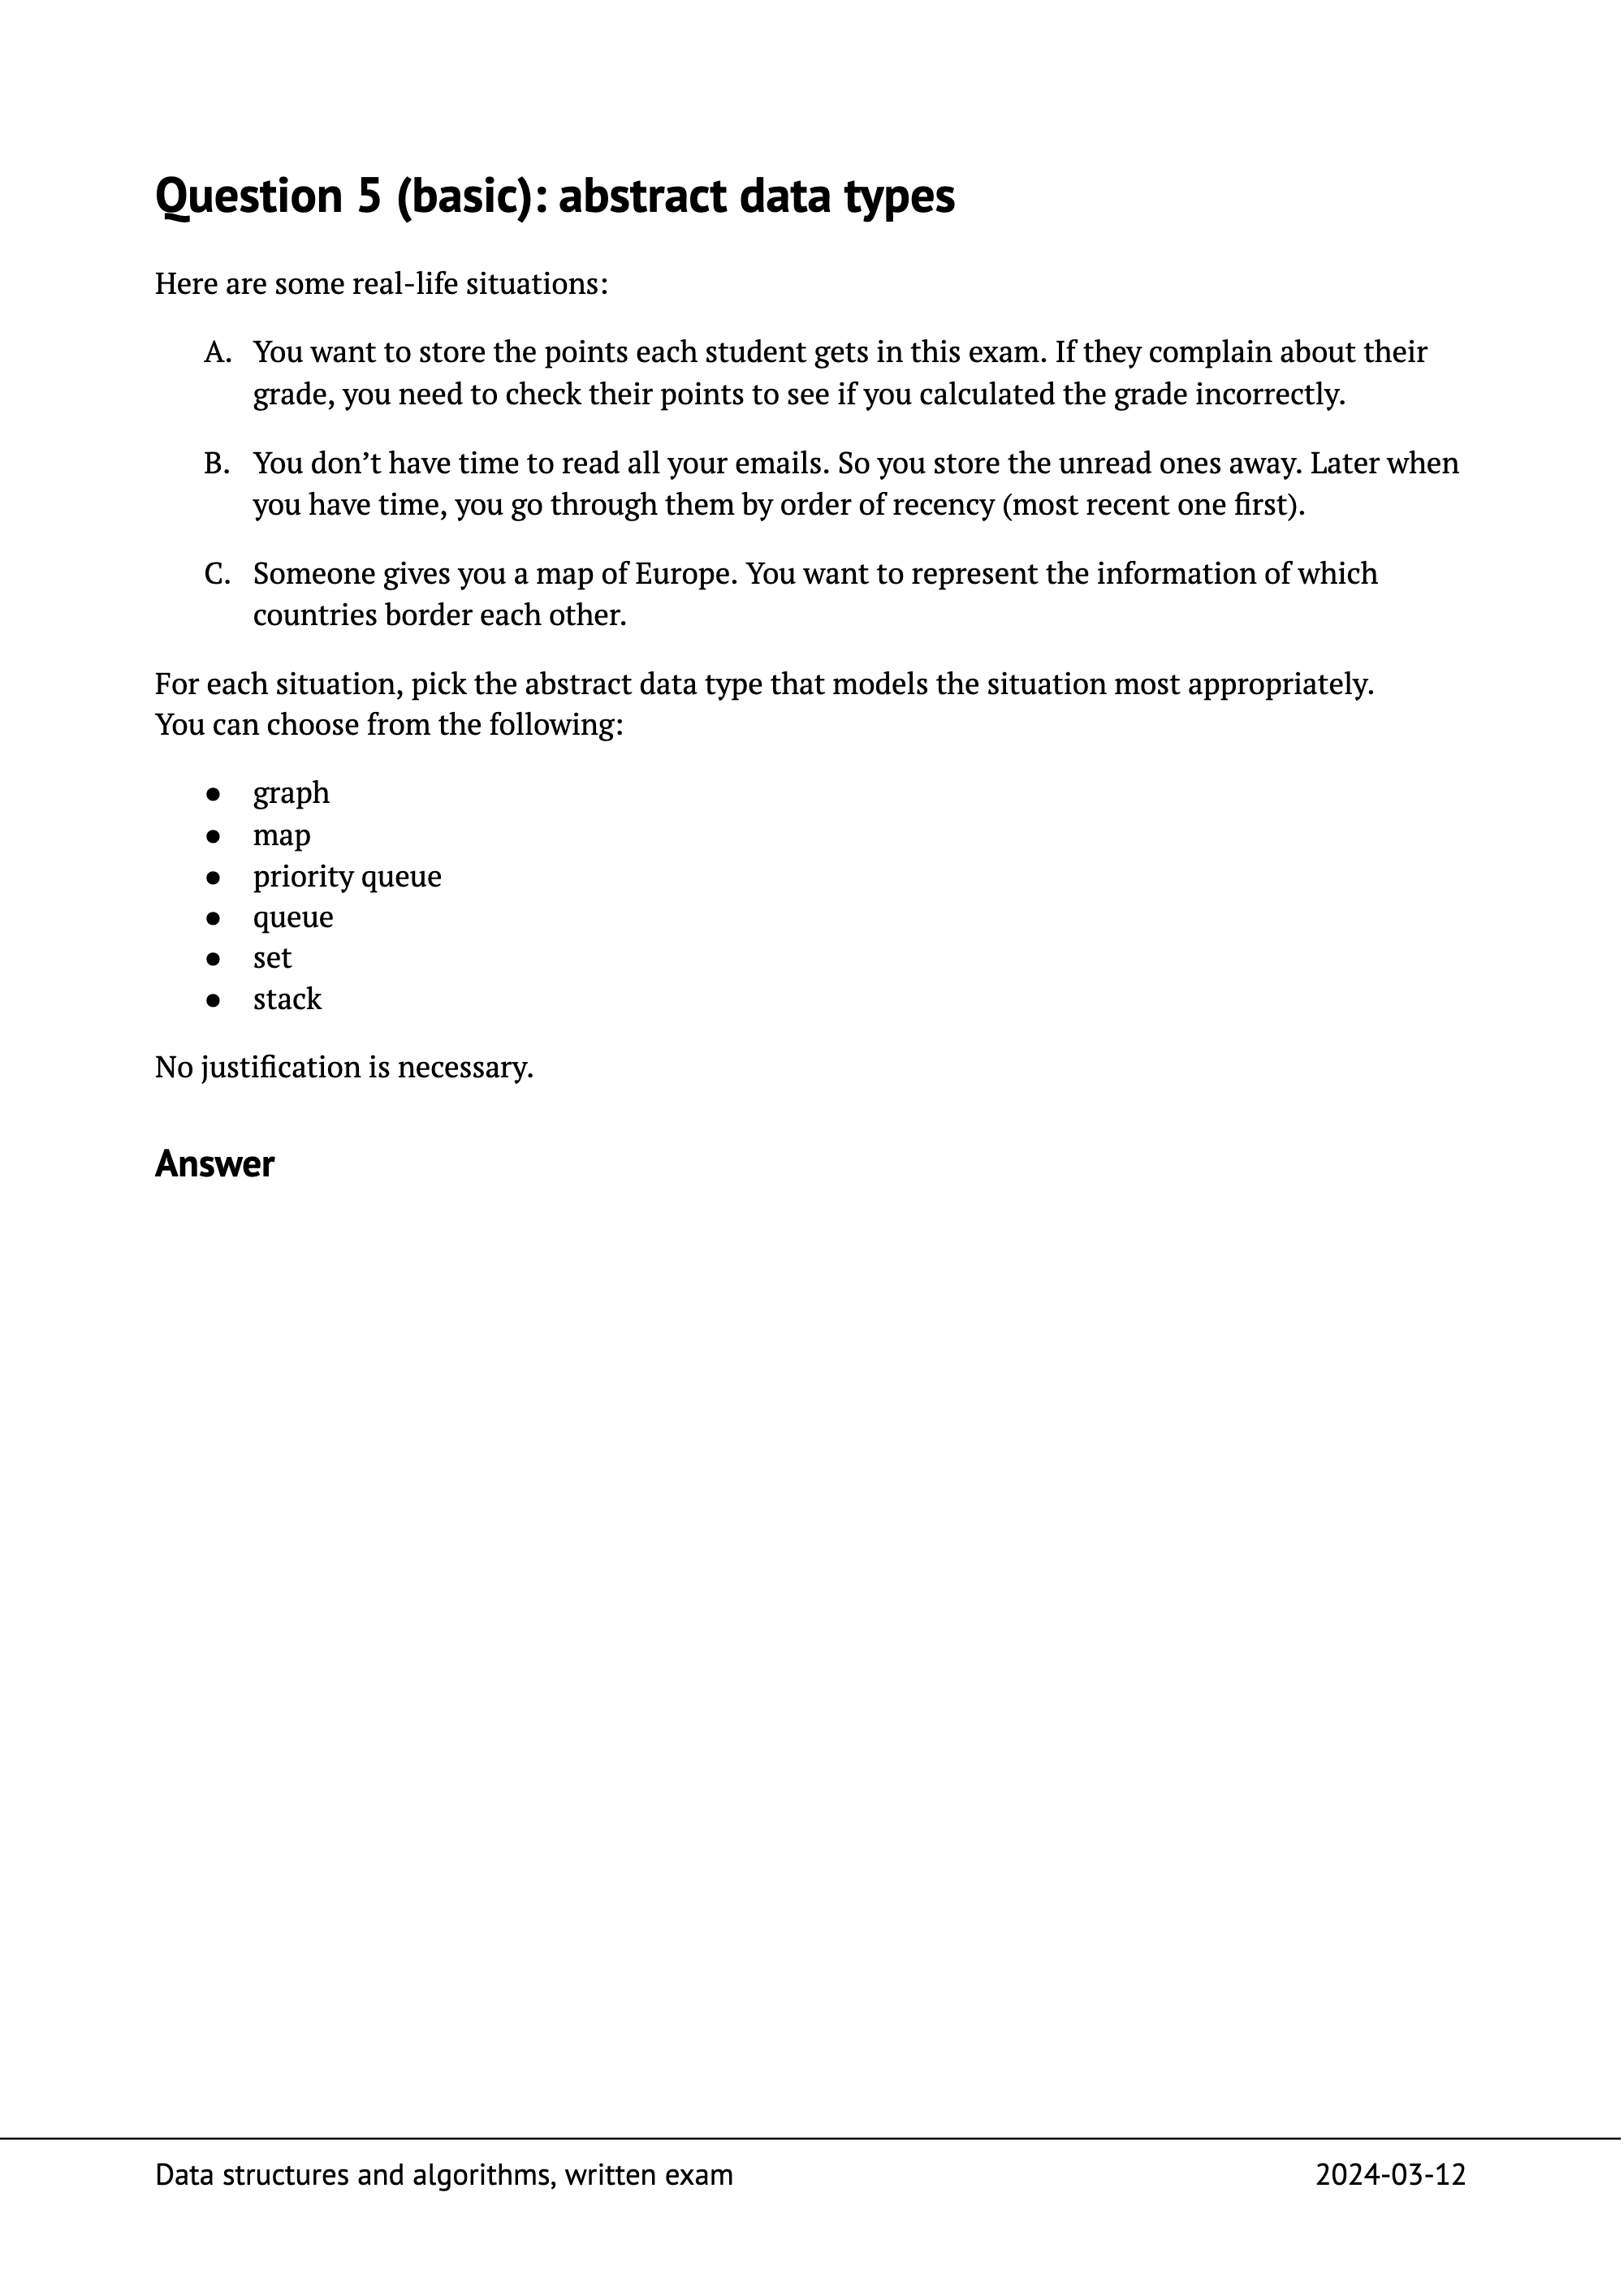 Question 5 (basic): abstract data types
Here are some real-life situations:
A. You want to store the points each student gets in this exam. If they complain about their
grade, you need to check their points to see if you calculated the grade incorrectly.
B. You don’t have time to read all your emails. So you store the unread ones away. Later when
you have time, you go through them by order of recency (most recent one first).
C. Someone gives you a map of Europe. You want to represent the information of which
countries border each other.
For each situation, pick the abstract data type that models the situation most appropriately.
You can choose from the following:
● graph
● map
● priority queue
● queue
● set
● stack
No justification is necessary.
Answer
Data structures and algorithms, written exam 2024-03-12